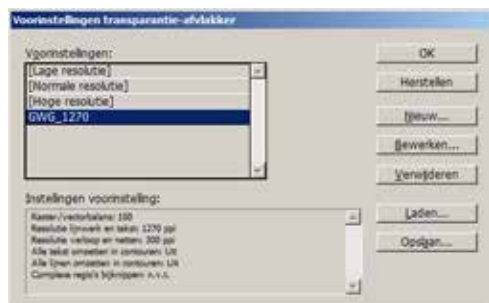 Voorinstellingen transparantie-afvlakker
Voorinstellingen:
[Lage resolutie]
[Normale resolutie]
[Hoge resolutie]
GWG_1270
OK
Herstellen
Nieuw...
Bewerken...
Verwijderen
Laden...
Opslaan...
Instellingen voorinstelling:
Raster-/vectorbalans: 100
Resolutie lijnwerk en tekst: 1270 ppi
Resolutie verloop en netten: 300 ppi
Alle tekst omzetten in contouren: Uit
Alle lijnen omzetten in contouren: Uit
Complexe regio's bijknippen: n.v.t.